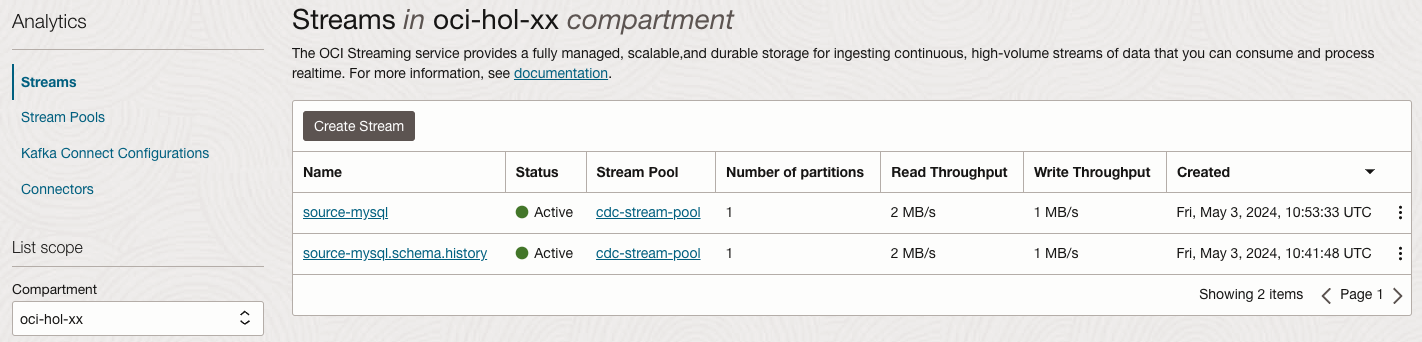 Analytics
Streams
Stream Pools
Kafka Connect Configurations
Connectors
List scope
Compartment
oci-hol-xx
Streams in oci-hol-xx compartment
The OCI Streaming service provides a fully managed, scalable,and durable storage for ingesting continuous, high-volume streams of data that you can consume and process
realtime. For more information, see documentation.
Create Stream
Name Status Stream Pool Number of partitions Read Throughput Write Throughput Created
source-mysql Active cdc-stream-pool 1 2 MB/s 1 MB/s Fri, May 3, 2024, 10:53:33 UTC
source-mysql.schema.history Active cdc-stream-pool 1 2 MB/s 1 MB/s Fri, May 3, 2024, 10:41:48 UTC
Showing 2 items Page 1